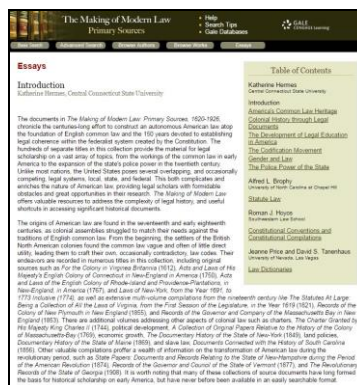 The Making of Modern Law
Primary Sources
• Help
• Search Tips
• Gale Databases
GALE
CENGAGE Learning
New Search
Advanced Search
Browse Authors
Browse Works
Essays
Essays
Introduction
Katherine Hermes, Central Connecticut State University
The documents in The Making of Modern Law: Primary Sources, 1620-1926,
chronicle the centuries-long effort to construct an autonomous American law atop
the foundation of English common law and the 150 years devoted to establishing
legal coherence within the federalist system created by the Constitution. The
hundreds of separate titles in this collection provide the material for legal
scholarship on a vast array of topics, from the workings of the common law in early
America to the expansion of the state's police power in the twentieth century.
Unlike most nations, the United States poses several overlapping, and occasionally
competing, legal systems, local, state, and federal. This both complicates and
enriches the nature of American law, providing legal scholars with formidable
obstacles and great opportunities in their research. The Making of Modern Law
offers valuable resources to address the complexity of legal history, and useful
shortcuts in accessing significant historical documents.
The origins of American law are found in the seventeenth and early eighteenth
centuries, as colonial assemblies struggled to match their needs against the
traditions of English common law. From the beginning, the settlers of the British
North American colonies found the common law vague and often of little direct
utility, leading them to craft their own, occasionally contradictory, law codes. Their
endeavors are recorded in numerous titles in this collection, including original
sources such as For the Colony in Virginea Britannia (1612), Acts and Laws of His
Majesty's English Colony of Connecticut in New-England in America (1750), Acts
and Laws of the English Colony of Rhode-Island and Providence-Plantations, in
New-England, in America (1767), and Laws of New-York, from the Year 1691, to
1773 Inclusive (1774), as well as extensive multi-volume compilations from the nineteenth century like The Statutes At Large
Being a Collection of All the Laws of Virginia, from the First Session of the Legislature, in the Year 1619 (1821), Records of the
Colony of New Plymouth in New England (1855), and Records of the Governor and Company of the Massachusetts Bay in New
England (1853). There are additional volumes addressing other aspects of colonial law such as charters, The Charter Granted by
His Majesty King Charles II (1744), political development, A Collection of Original Papers Relative to the History of the Colony
of Massachusetts-Bay (1769), economic growth, The Documentary History of the State of New-York (1849), land policies,
Documentary History of the State of Maine (1869), and slave law, Documents Connected with the History of South Carolina
(1856). Other valuable compilations proffer a wealth of information on the transformation of American law during the
revolutionary period, such as State Papers: Documents and Records Relating to the State of New-Hampshire during the Period
of the American Revolution (1874), Records of the Governor and Council of the State of Vermont (1877), and The Revolutionary
Records of the State of Georgia (1908). It is worth noting that many of these collections of source documents have long formed
the basis for historical scholarship on early America, but have never before been available in an easily searchable format.
Table of Contents
Katherine Hermes
Central Connecticut State University
Introduction
America's Common Law Heritage
Colonial History through Legal
Documents
The Development of Legal Education
in America
The Codification Movement
Gender and Law
The Police Power of the State
Alfred L. Brophy
University of North Carolina at Chapel Hill
Statute Law
Roman J. Hoyos
Southwestern Law School
Constitutional Conventions and
Constitutional Compilations
Jeanne Price and David S. Tanenhaus
University of Nevada, Las Vegas
Law Dictionaries